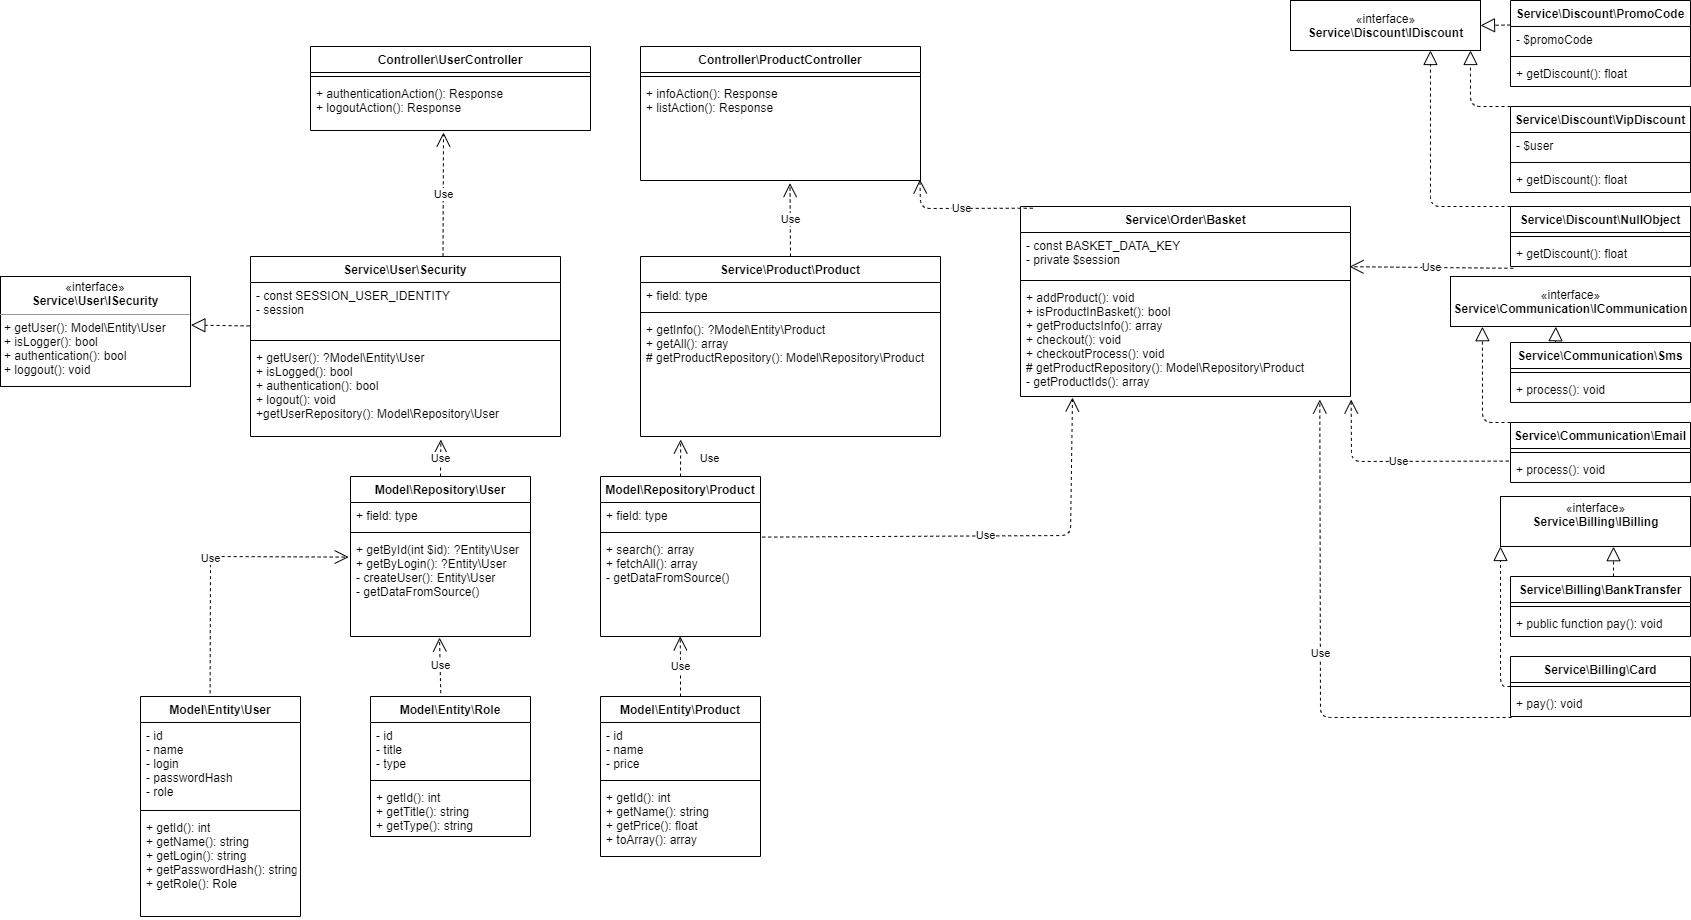 «interface»
Service\Discount\IDiscount
Service\Discount\PromoCode
- $promoCode
+ getDiscount(): float
Controller\UserController
+ authenticationAction(): Response
+ logoutAction(): Response
Controller\ProductController
+ infoAction(): Response
+ listAction(): Response
Service\Discount\VipDiscount
- $user
+ getDiscount(): float
Use
Use
Use
Service\Order\Basket
- const BASKET_DATA_KEY
- private $session
+ addProduct(): void
+ isProductInBasket(): bool
+ getProductsInfo(): array
+ checkout(): void
+ checkoutProcess(): void
# getProductRepository(): Model\Repository\Product
- getProductIds(): array
Service\Discount\NullObject
+ getDiscount(): float
Use
«interface»
Service\User\ISecurity
+ getUser(): Model\Entity\User
+ isLogger(): bool
+ authentication(): bool
+ loggout(): void
Service\User\Security
- const SESSION_USER_IDENTITY
- session
+ getUser(): ?Model\Entity\User
+ isLogged(): bool
+ authentication(): bool
+ logout(): void
+getUserRepository(): Model\Repository\User
Service\Product\Product
+ field: type
+ getInfo(): ?Model\Entity\Product
+ getAll(): array
# getProductRepository(): Model\Repository\Product
«interface»
Service\Communication\ICommunication
Service\Communication\Sms
+ process(): void
Service\Communication\Email
+ process(): void
Use
Use
Use
Model\Repository\User
+ field: type
+ getById(int $id): ?Entity\User
+ getByLogin(): ?Entity\User
- createUser(): Entity\User
- getDataFromSource()
Model\Repository\Product
+ field: type
+ search(): array
+ fetchAll(): array
- getDataFromSource()
Use
Use
«interface»
Service\Billing\IBilling
Service\Billing\BankTransfer
+ public function pay(): void
Use
Use
Use
Service\Billing\Card
+ pay(): void
Model\Entity\User
- id
- name
- login
- passwordHash
- role
+ getId(): int
+ getName(): string
+ getLogin(): string
+ getPasswordHash(): string
+ getRole(): Role
Model\Entity\Role
- id
- title
- type
+ getId(): int
+ getTitle(): string
+ getType(): string
Model\Entity\Product
- id
- name
- price
+ getId(): int
+ getName(): string
+ getPrice(): float
+ toArray(): array